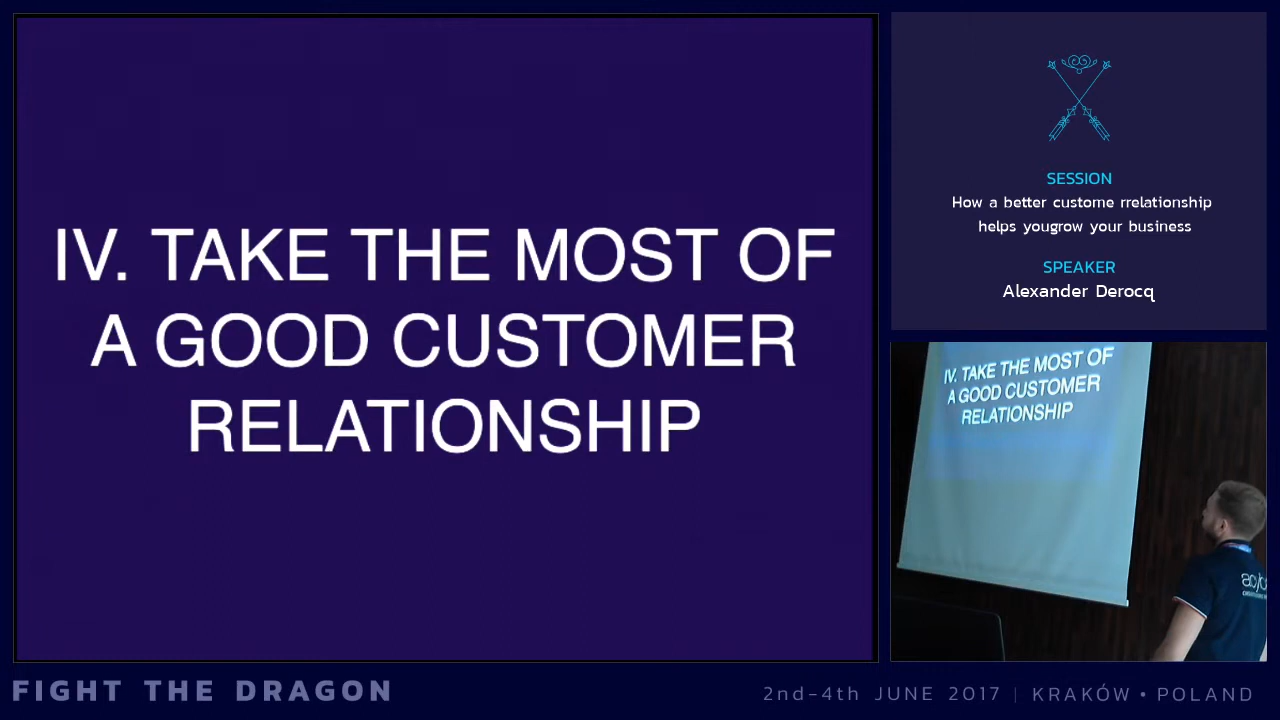 IV. TAKE THE MOST OF
A GOOD CUSTOMER
RELATIONSHIP
SESSION
How a better custome rrelationship
helps yougrow your business
SPEAKER
Alexander Derocq
IV. TAKE THE MOST OF
A GOOD CUSTOMER
RELATIONSHIP
FIGHT THE DRAGON
2nd-4th JUNE 2017 | KRAKÓW • POLAND